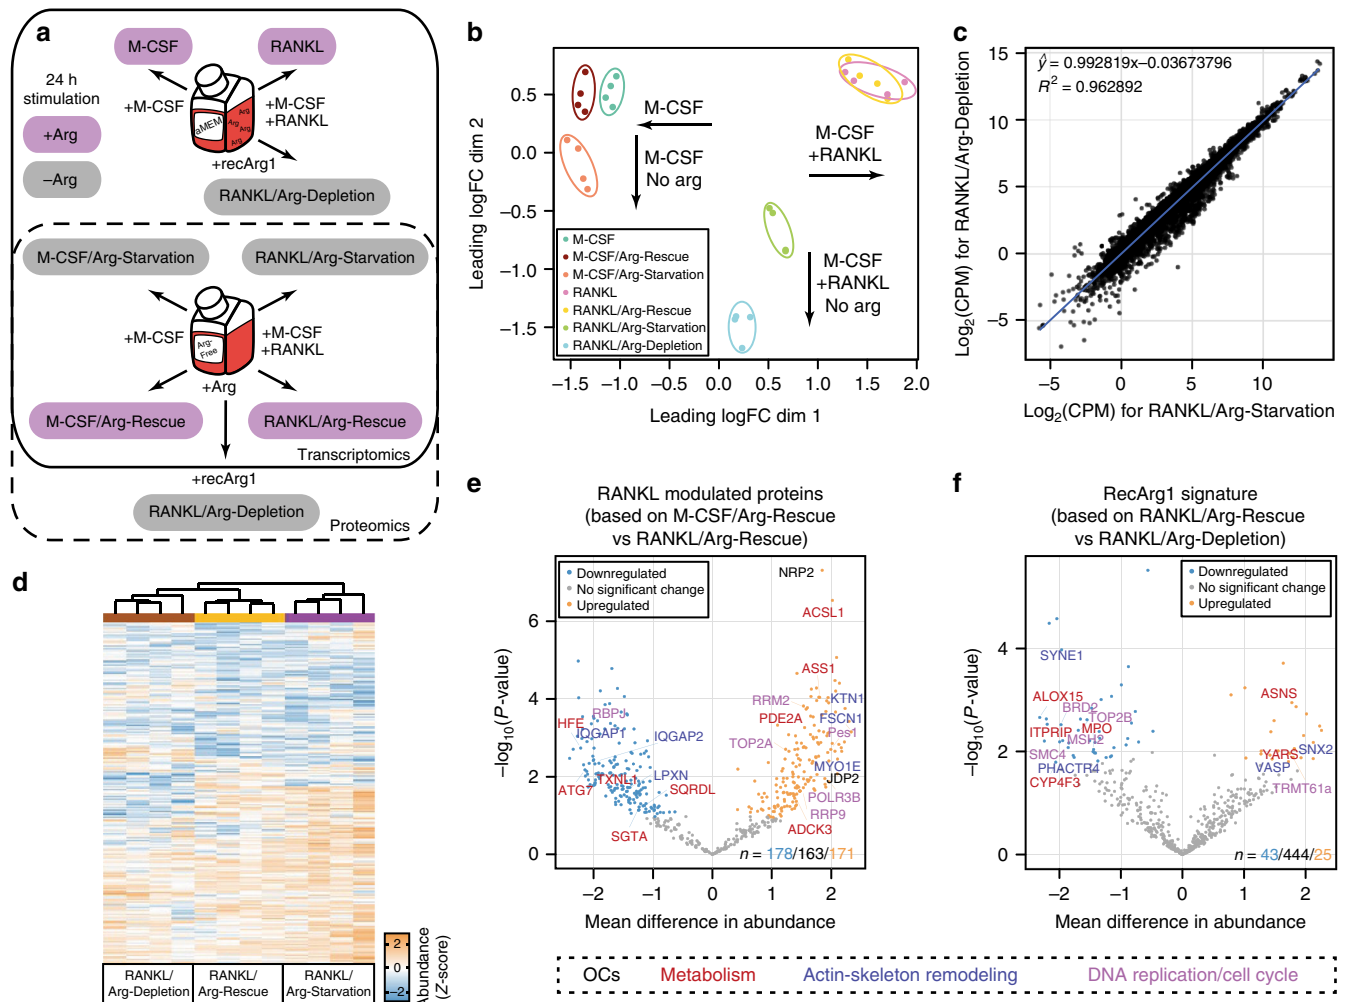 a
M-CSF
RANKL
24 h
stimulation
+Arg
–Arg
+M-CSF
+M-CSF
+RANKL
aMEM
Arg
Arg
Arg
Arg
+recArg1
RANKL/Arg-Depletion
M-CSF/Arg-Starvation
RANKL/Arg-Starvation
+M-CSF
+M-CSF
+RANKL
Arg-
Free
+Arg
M-CSF/Arg-Rescue
RANKL/Arg-Rescue
Transcriptomics
+recArg1
RANKL/Arg-Depletion
Proteomics
b
Leading logFC dim 2
0.5
0.0
–0.5
–1.0
–1.5
M-CSF
M-CSF
No arg
M-CSF
+RANKL
M-CSF
+RANKL
No arg
M-CSF
M-CSF/Arg-Rescue
M-CSF/Arg-Starvation
RANKL
RANKL/Arg-Rescue
RANKL/Arg-Starvation
RANKL/Arg-Depletion
–1.5 –1.0 0.0 0.5 1.0 1.5 2.0
Leading logFC dim 1
c
Log2(CPM) for RANKL/Arg-Depletion
15
10
5
0
–5
ŷ = 0.992819x–0.03673796
R² = 0.962892
–5 0 5 10
Log2(CPM) for RANKL/Arg-Starvation
d
RANKL/
Arg-Depletion
RANKL/
Arg-Rescue
RANKL/
Arg-Starvation
2
0
–2
Abundance
(Z-score)
e
RANKL modulated proteins
(based on M-CSF/Arg-Rescue
vs RANKL/Arg-Rescue)
–log10(P-value)
6
4
2
0
Downregulated
No significant change
Upregulated
NRP2
ACSL1
ASS1
KTN1
RRM2
RBPJ
HFE
PDE2A
FSCN1
IQGAP1
IQGAP2
Pes1
TOP2A
MYO1E
TXNL1
LPXN
JDP2
ATG7
SQRDL
POLR3B
RRP9
SGTA
ADCK3
n = 178/163/171
–2 –1 0 1 2
Mean difference in abundance
f
RecArg1 signature
(based on RANKL/Arg-Rescue
vs RANKL/Arg-Depletion)
–log10(P-value)
4
2
0
Downregulated
No significant change
Upregulated
SYNE1
ALOX15
ASNS
BRD2
TOP2B
ITPRIP
MPO
MSH2
SMC4
YARS
SNX2
PHACTR4
VASP
CYP4F3
TRMT61a
n = 43/444/25
–2 –1 0 1 2
Mean difference in abundance
OCs Metabolism Actin-skeleton remodeling DNA replication/cell cycle